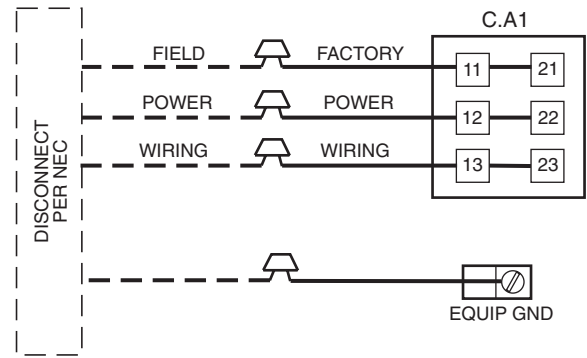 C.A1
FIELD FACTORY
11 21
POWER POWER
12 22
WIRING WIRING
13 23
DISCONNECT
PER NEC
EQUIP GND